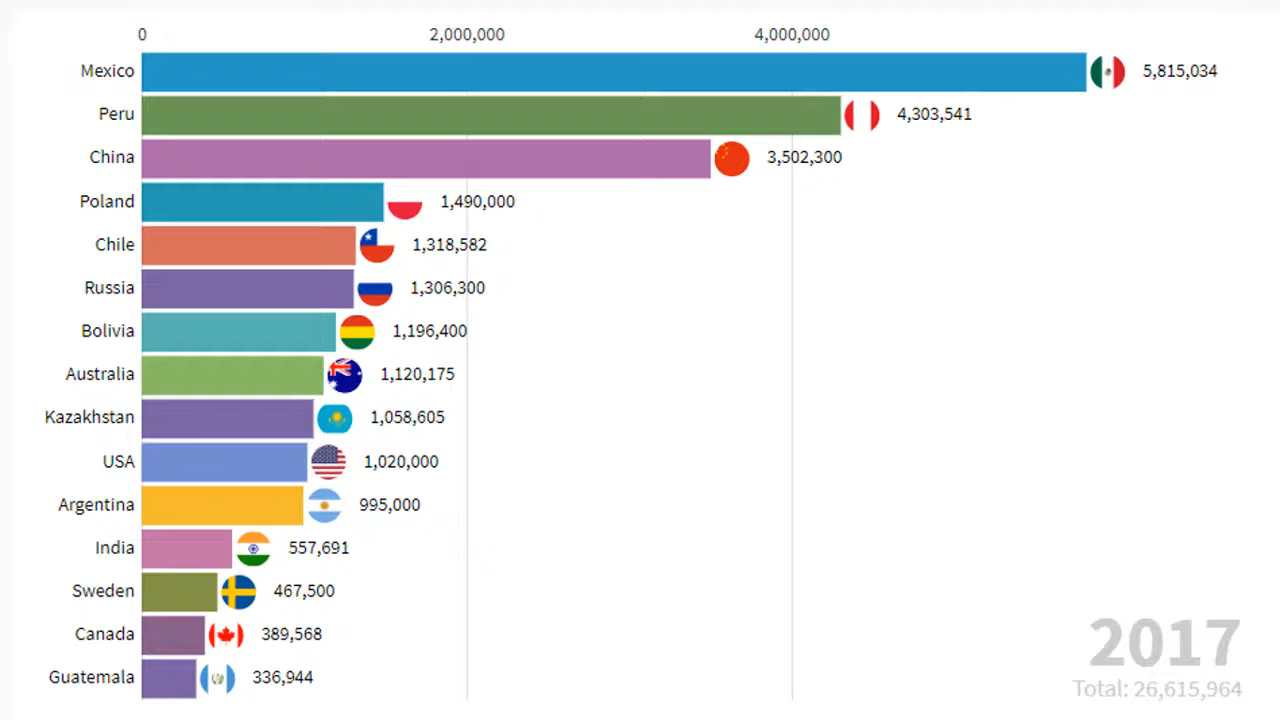 0 2,000,000 4,000,000
Mexico 5,815,034
Peru 4,303,541
China 3,502,300
Poland 1,490,000
Chile 1,318,582
Russia 1,306,300
Bolivia 1,196,400
Australia 1,120,175
Kazakhstan 1,058,605
USA 1,020,000
Argentina 995,000
India 557,691
Sweden 467,500
Canada 389,568
Guatemala 336,944
2017
Total: 26,615,964